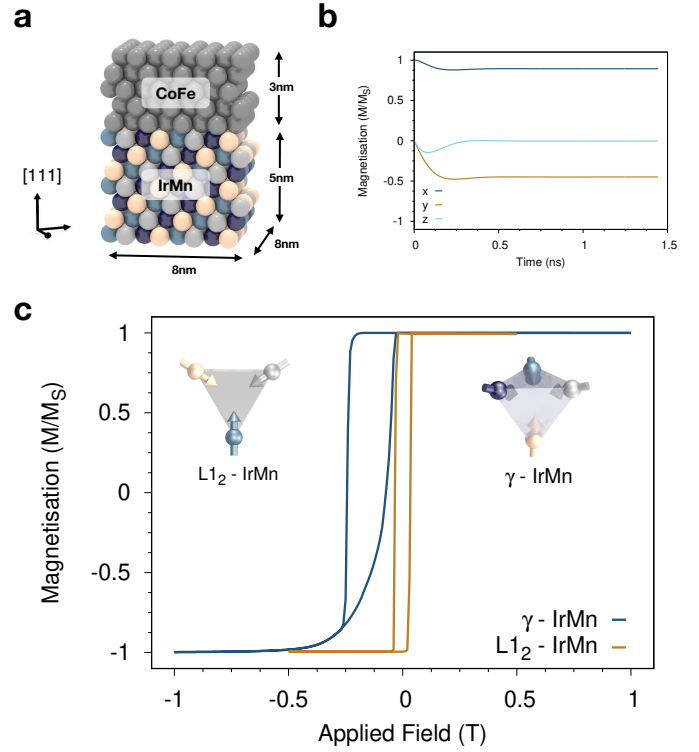 a
CoFe
IrMn
[111]
3nm
5nm
8nm
8nm
b
Magnetisation (M/M_S)
1
0.5
0
-0.5
-1
x
y
z
0
0.5
1
1.5
Time (ns)
c
Magnetisation (M/M_S)
1
0.5
0
-0.5
-1
L1₂ - IrMn
γ - IrMn
γ - IrMn
L1₂ - IrMn
-1
-0.5
0
0.5
1
Applied Field (T)